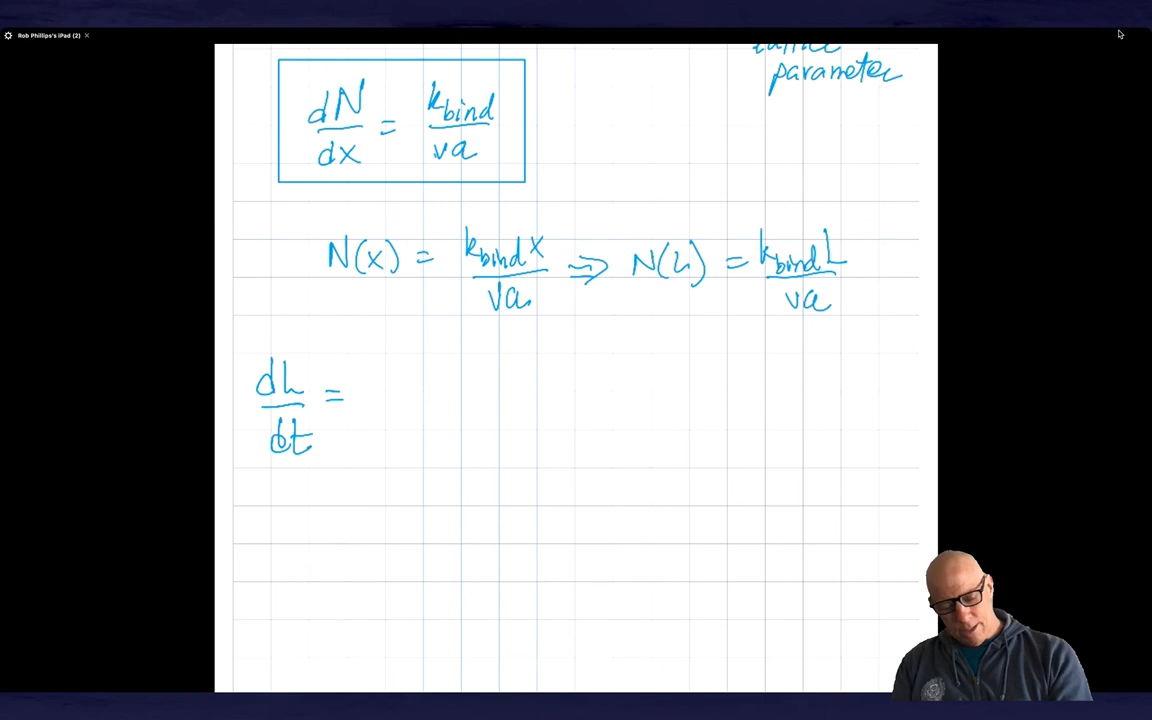 Rob Phillips's iPad (2)
parameter
dN/dx = k_bind/va
N(x) = k_bind x/va ⇒ N(L) = k_bind L/va
dL/dt =